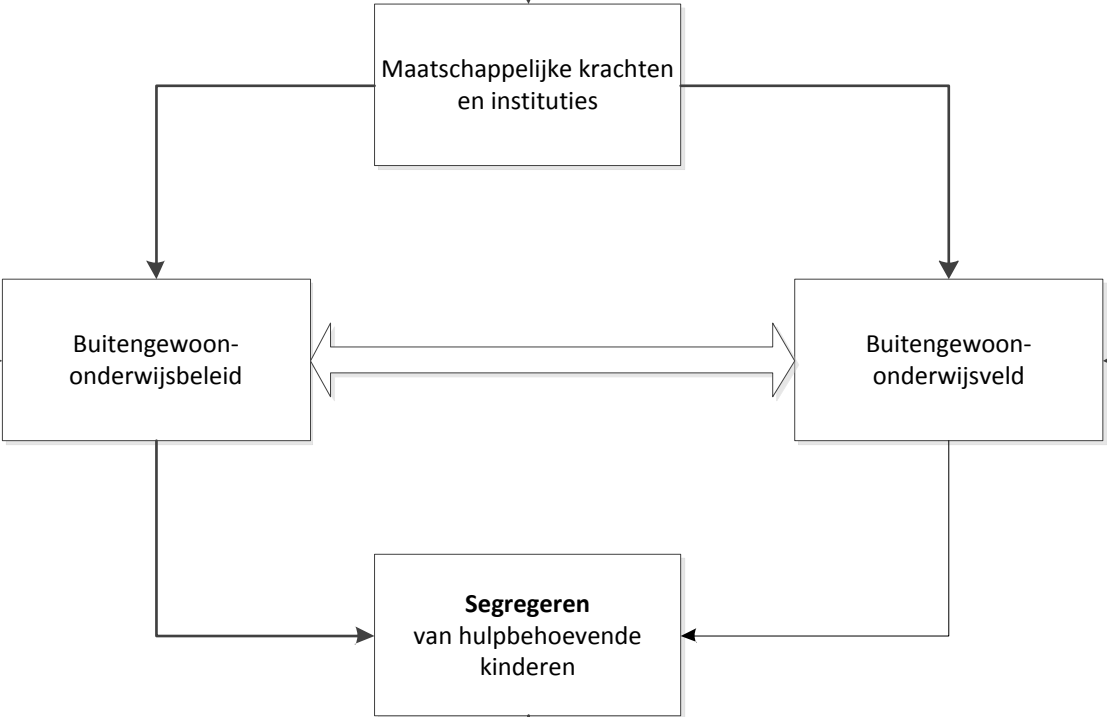 Maatschappelijke krachten
en instituties
Buitengewoon-
onderwijsbeleid
Buitengewoon-
onderwijsveld
Segregeren
van hulpbehoevende
kinderen